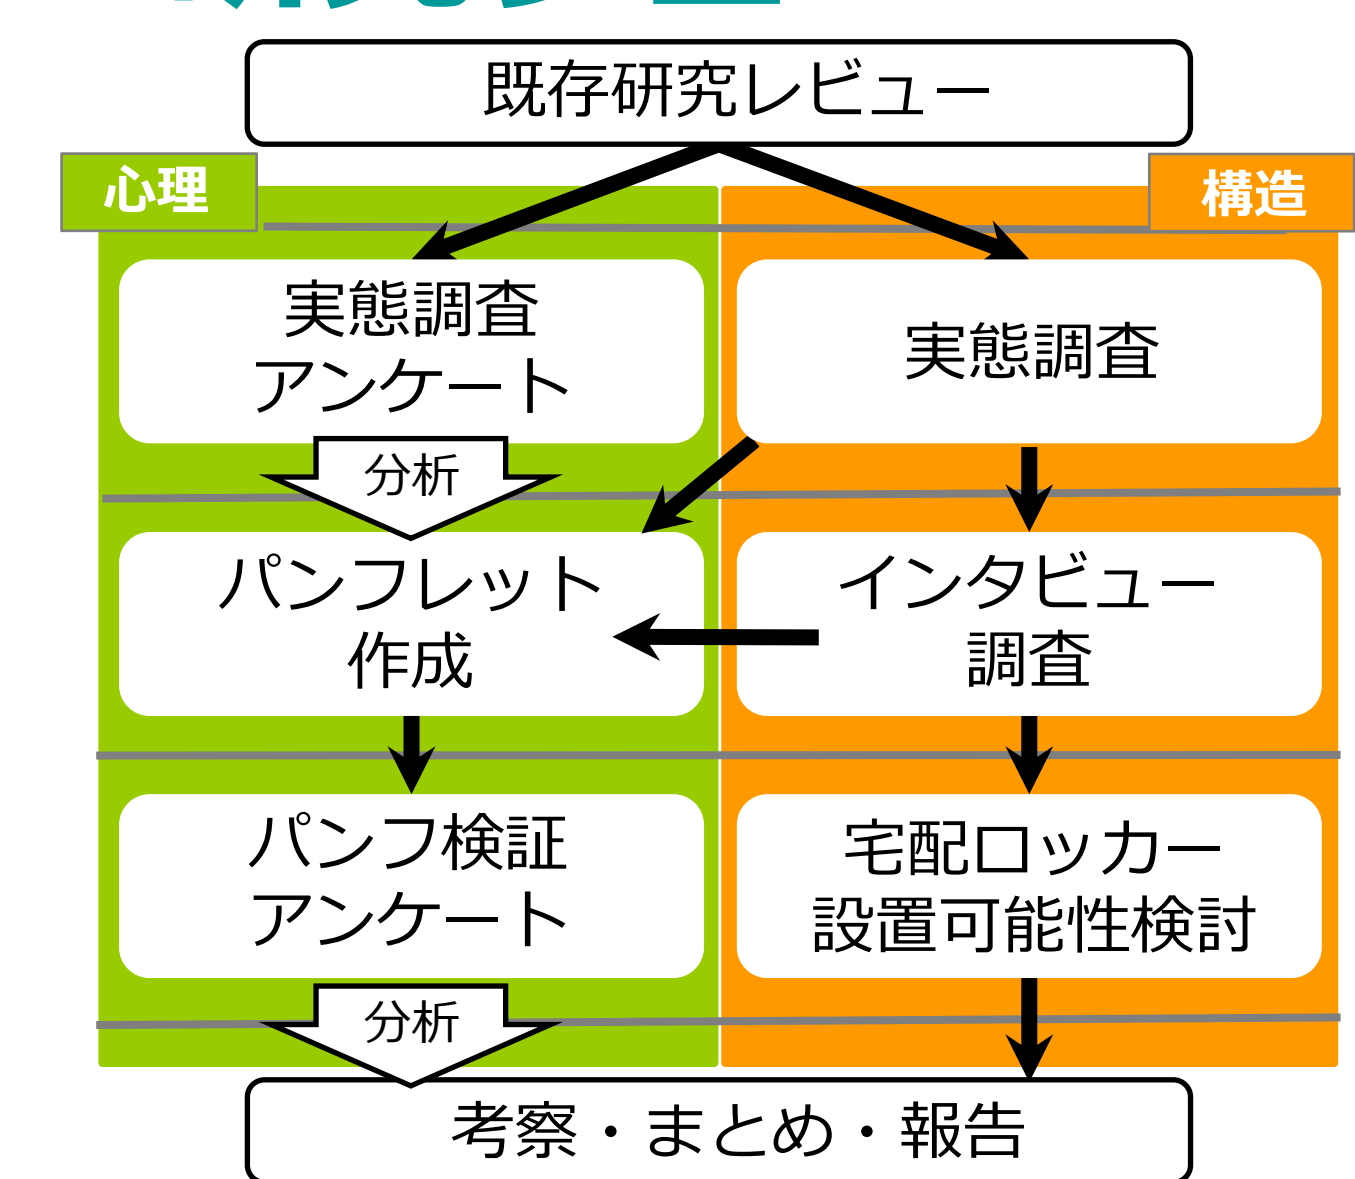 既存研究レビュー
心理
構造
実態調査
アンケート
実態調査
分析
パンフレット
作成
インタビュー
調査
パンフ検証
アンケート
宅配ロッカー
設置可能性検討
分析
考察・まとめ・報告